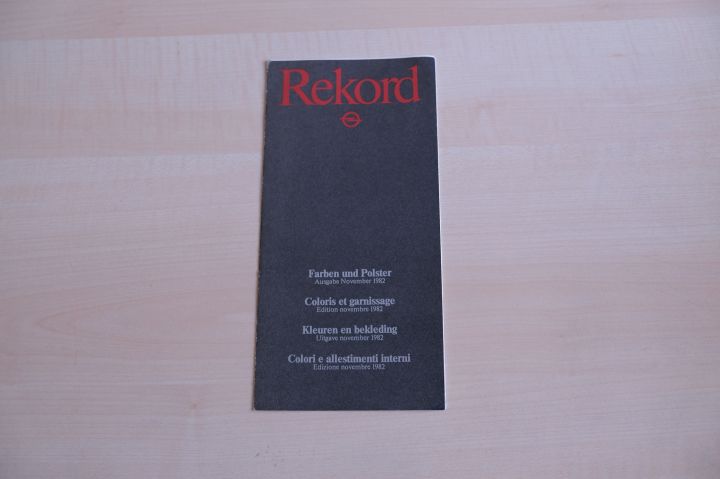 Rekord
Farben und Polster
Ausgabe November 1982
Coloris et garnissage
Edition novembre 1982
Kleuren en bekleding
Uitgave november 1982
Colori e allestimenti interni
Edizione novembre 1982